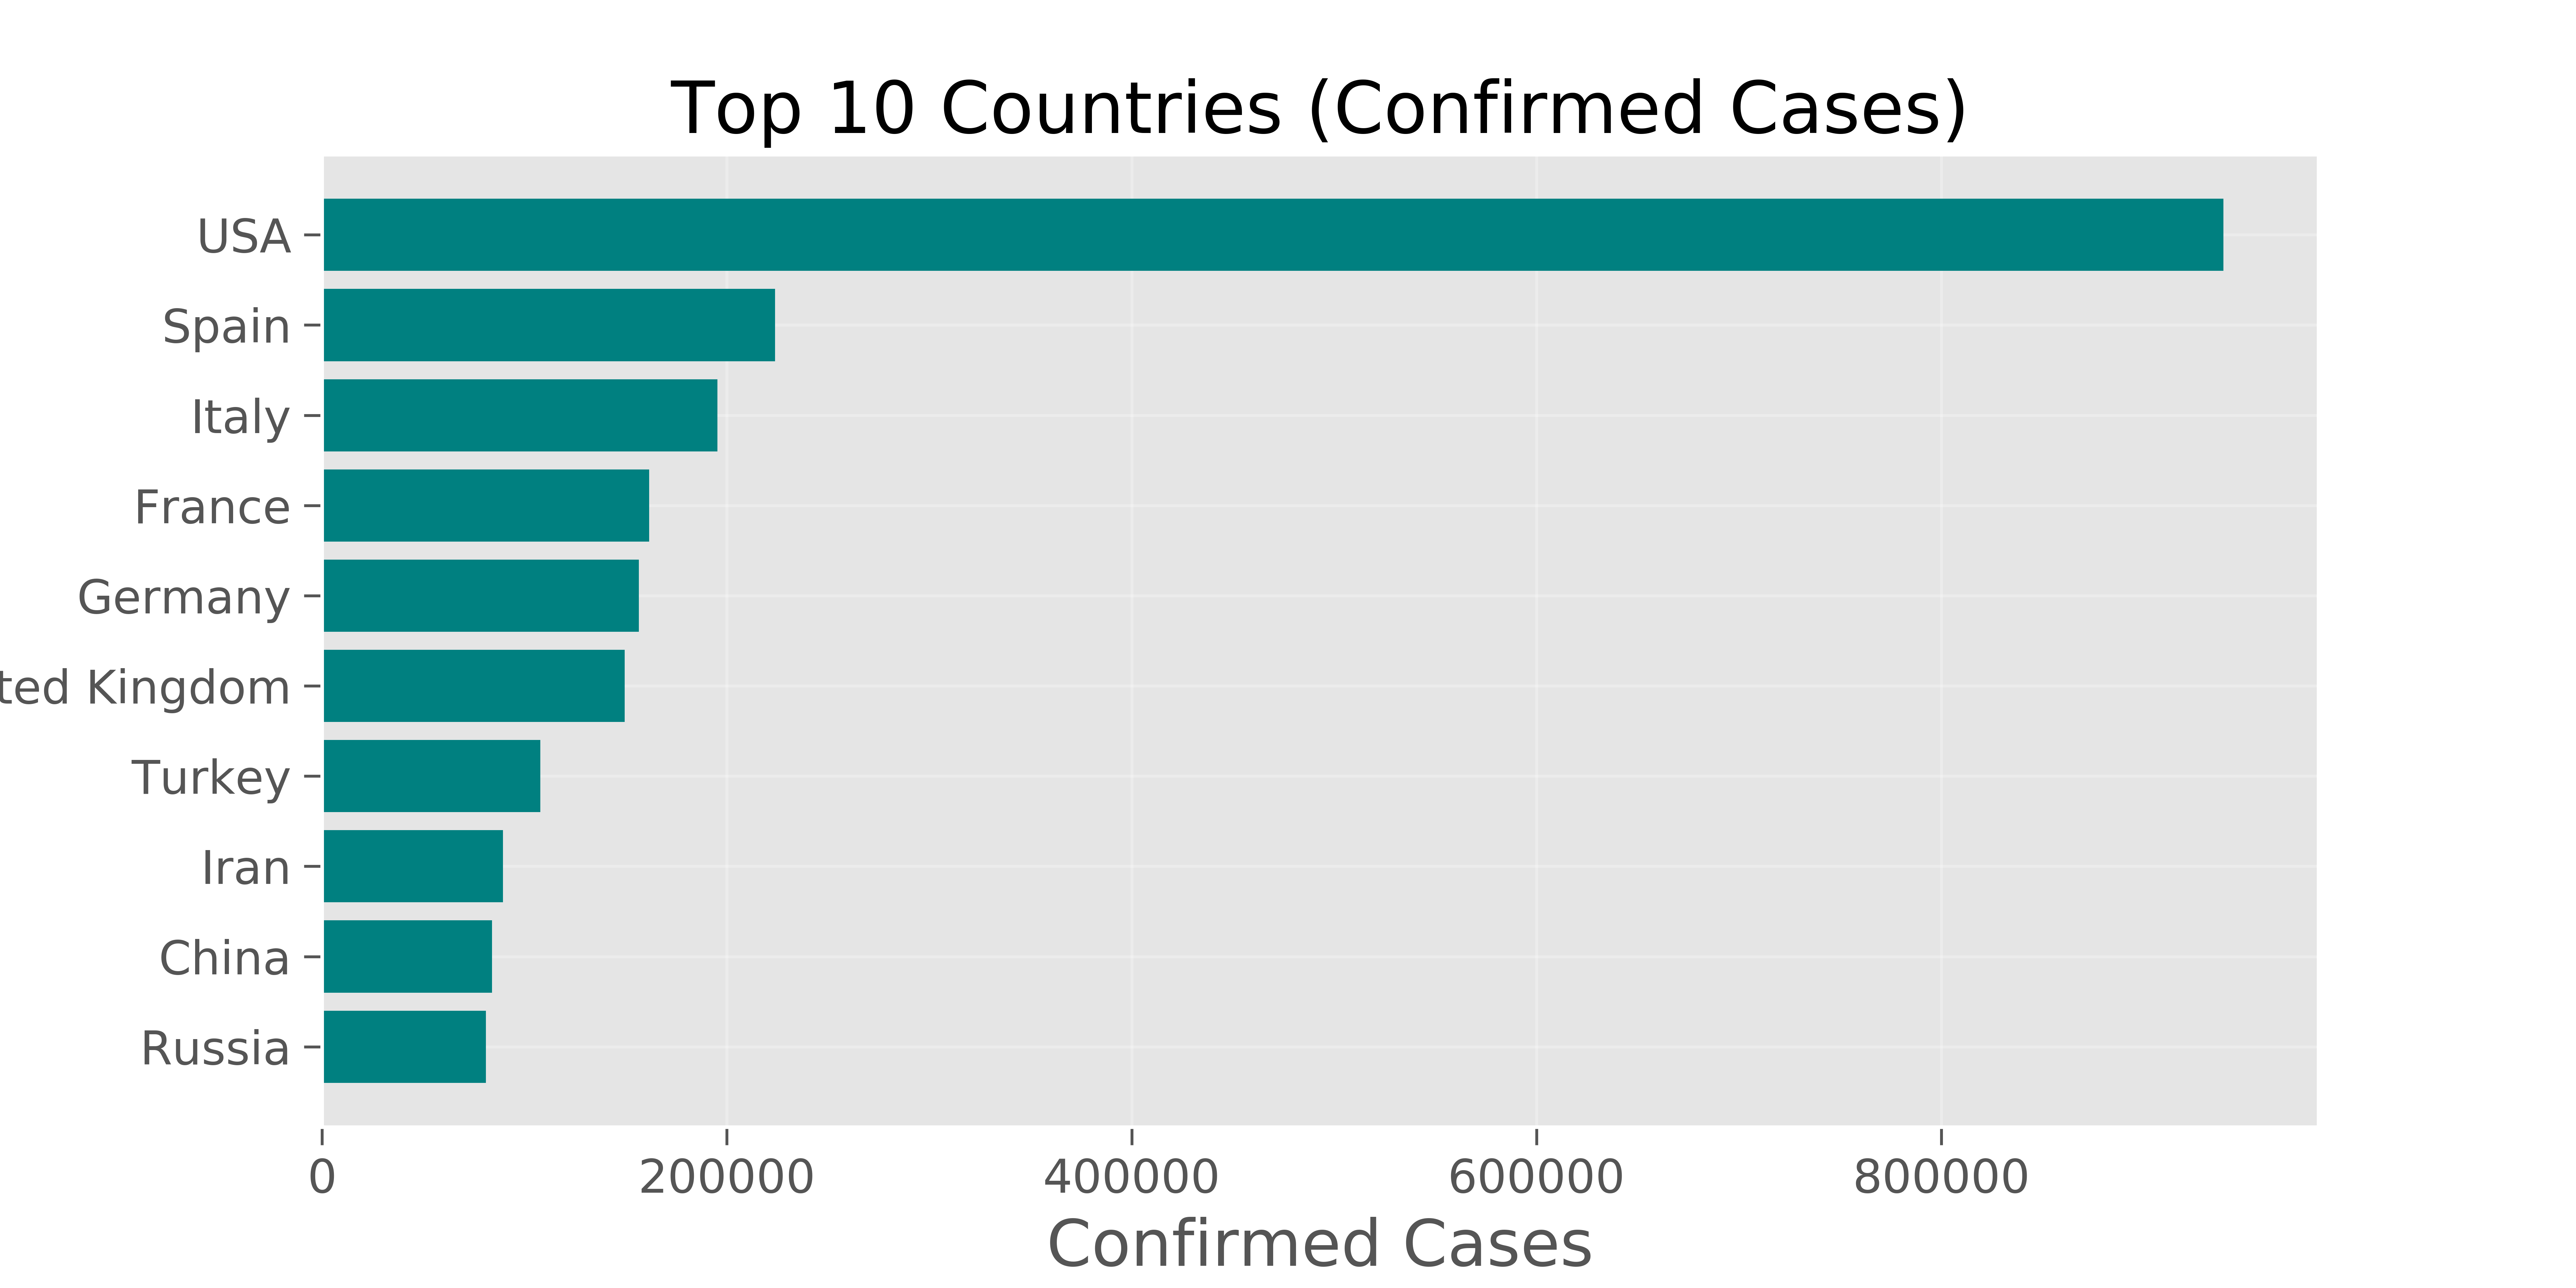 Top 10 Countries (Confirmed Cases)
USA
Spain
Italy
France
Germany
ted Kingdom
Turkey
Iran
China
Russia
0 200000 400000 600000 800000
Confirmed Cases